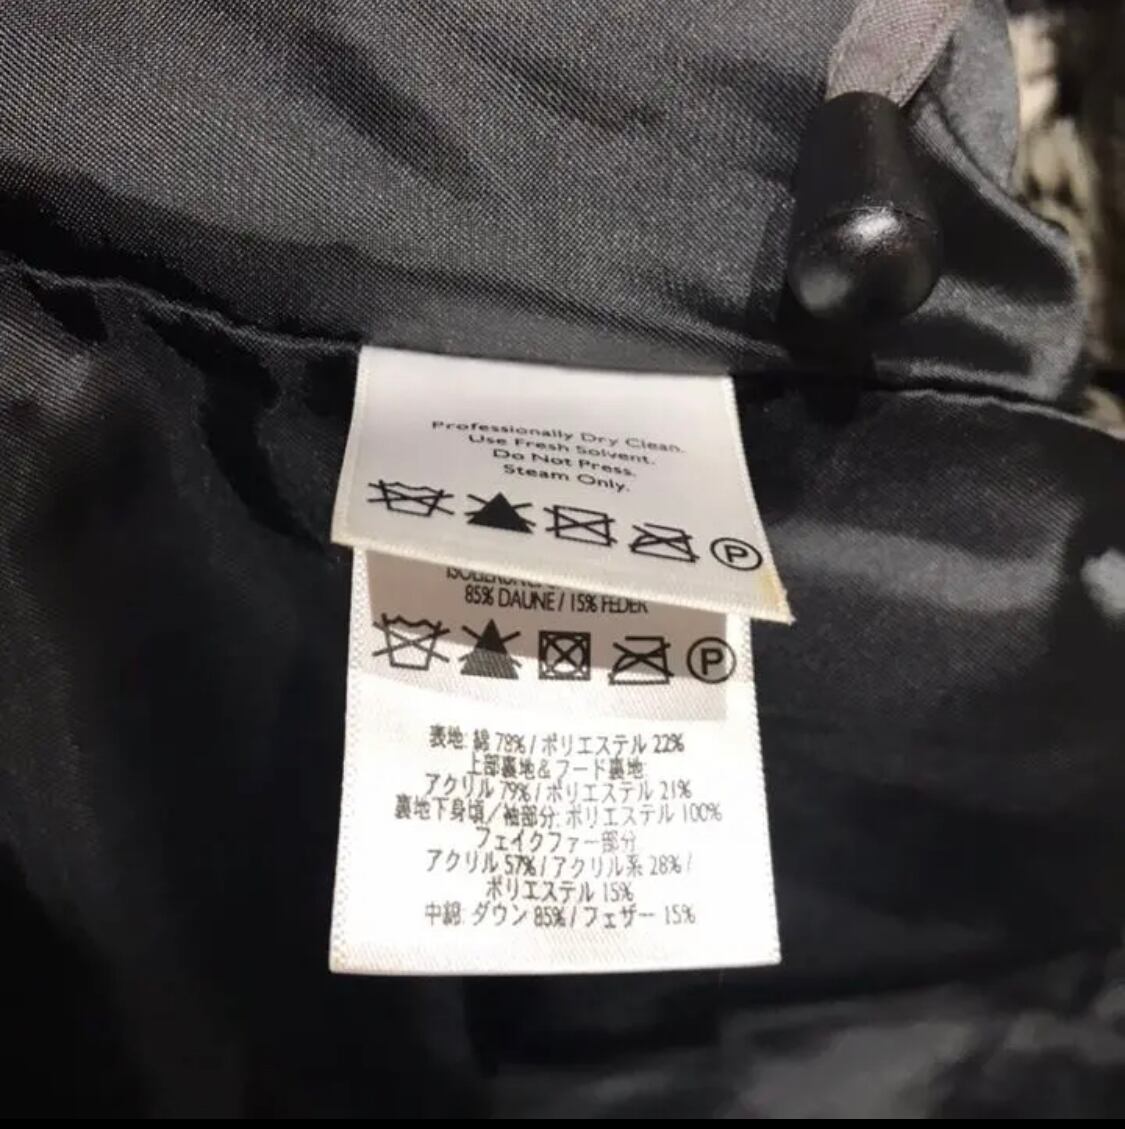 Professionally Dry Clean.
Use Fresh Solvent.
Do Not Press.
Steam Only.
P
85% DAUNE / 15% FEDER
P
表地: 綿 78% / ポリエステル 22%
上部裏地&フード裏地:
アクリル 79% / ポリエステル 21%
裏地下身頃／袖部分: ポリエステル 100%
フェイクファー部分:
アクリル 57% / アクリル系 28% /
ポリエステル 15%
中綿: ダウン 85% / フェザー 15%